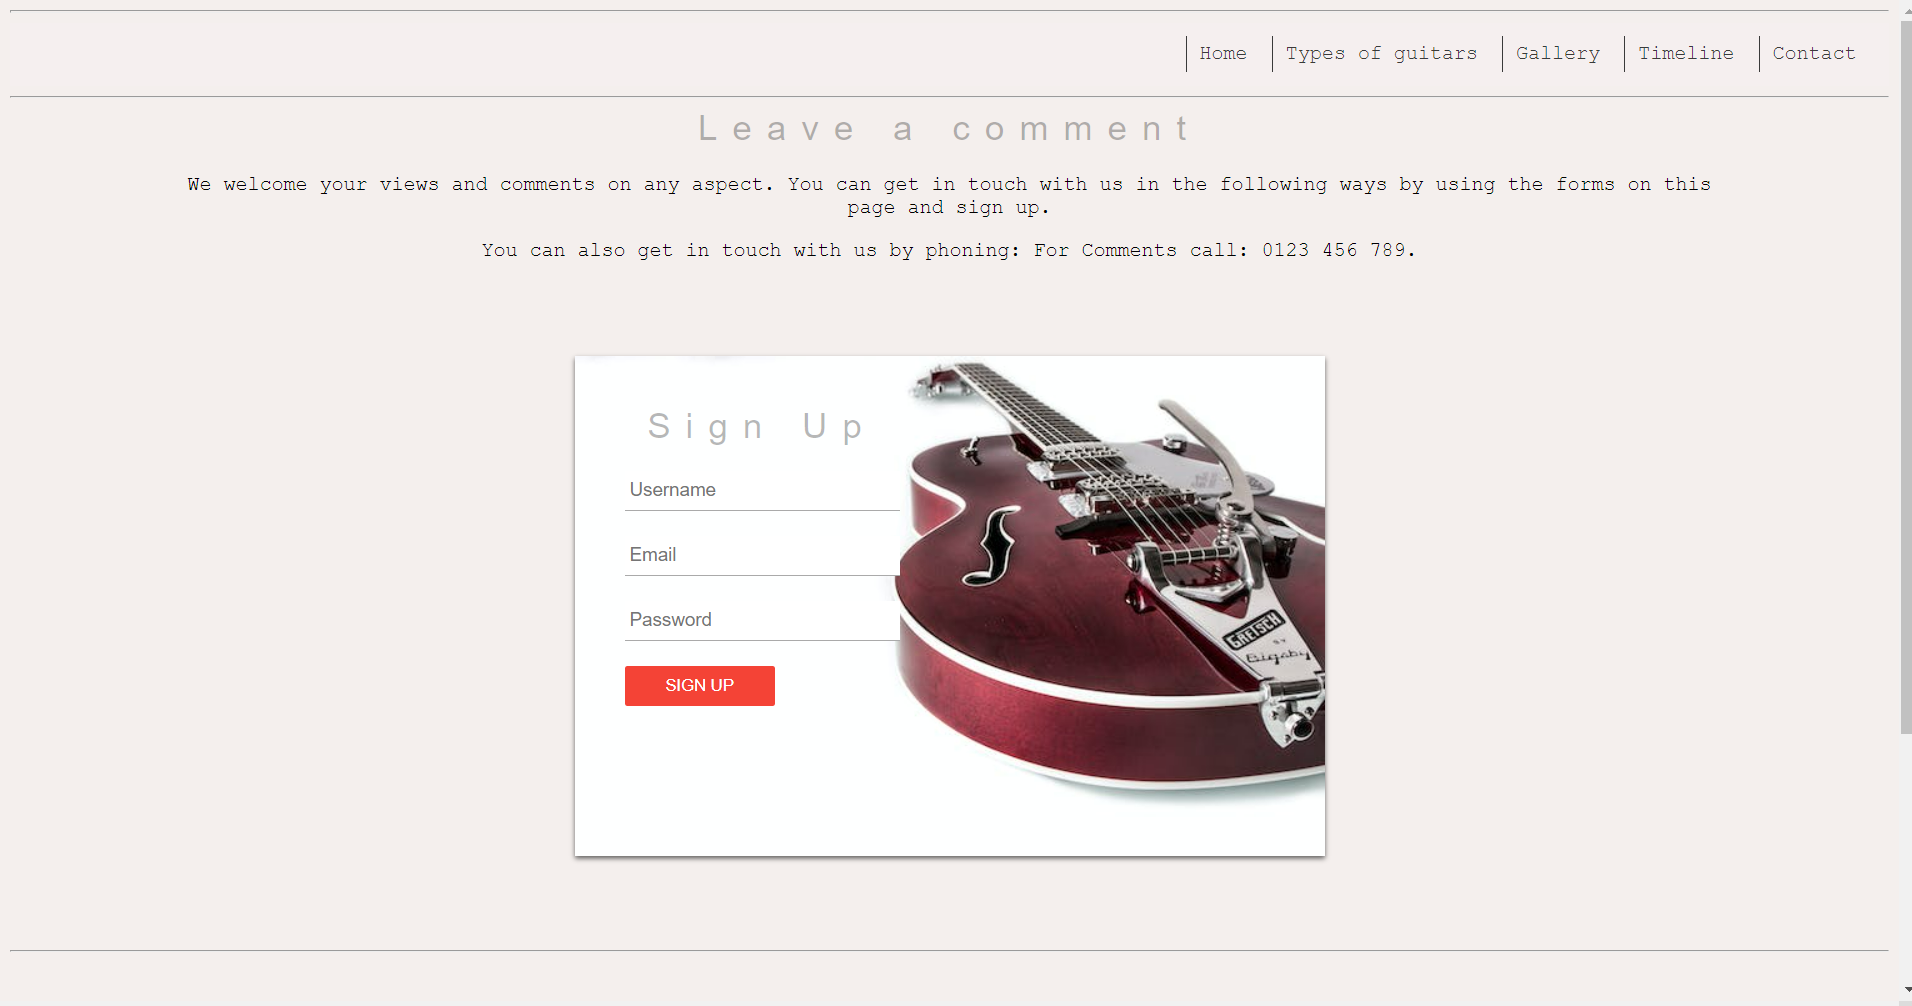 Home
Types of guitars
Gallery
Timeline
Contact
Leave a comment
We welcome your views and comments on any aspect. You can get in touch with us in the following ways by using the forms on this
page and sign up.
You can also get in touch with us by phoning: For Comments call: 0123 456 789.
Sign Up
Username
Email
Password
SIGN UP
GRETSCH
BY
Bigsby